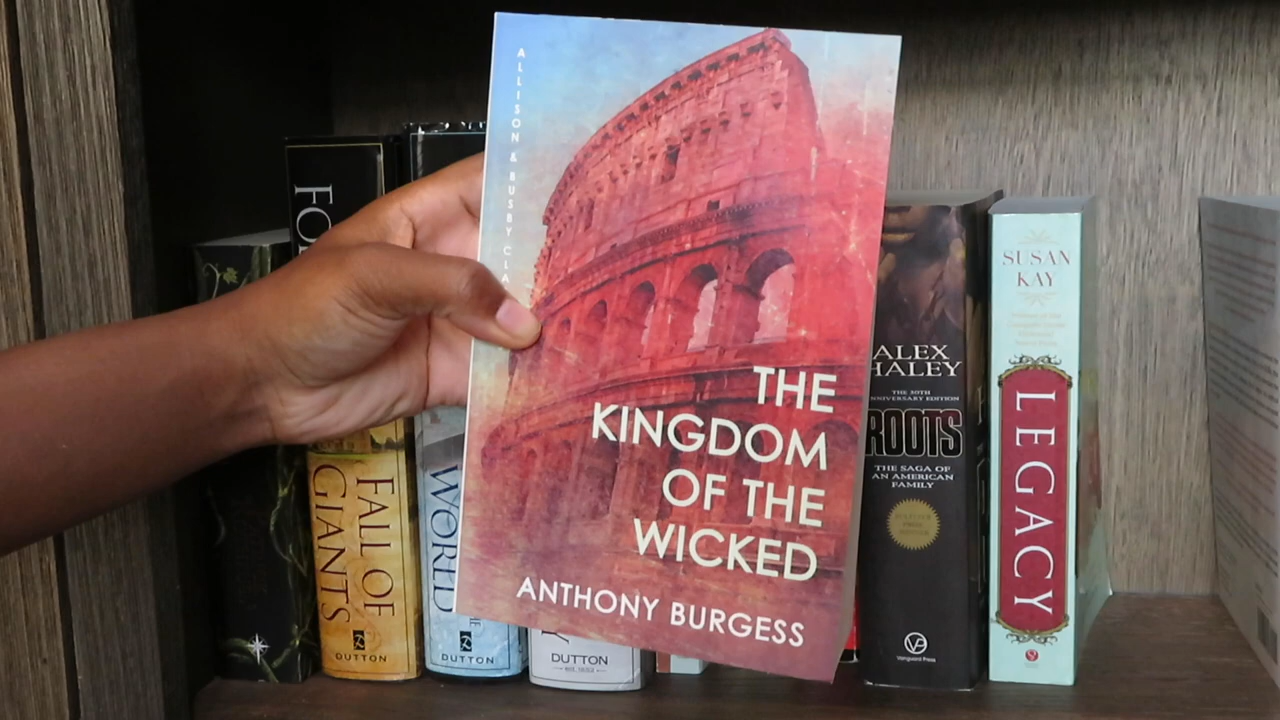 ALLISON & BUSBY CLA
THE
KINGDOM
OF THE
WICKED
ANTHONY BURGESS
FO
FALL OF
GIANTS
DUTTON
WORLD
DUTTON
DUTTON
ALEX
HALEY
THE 30TH
ANNIVERSARY EDITION
ROOTS
THE SAGA OF
AN AMERICAN
FAMILY
Vanguard Press
SUSAN
KAY
LEGACY